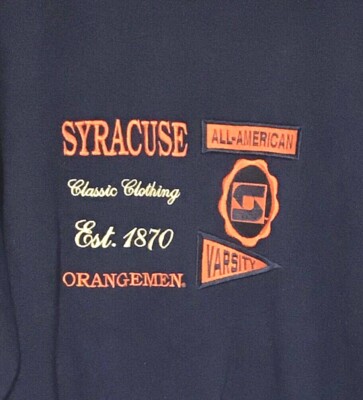 SYRACUSE
Classic Clothing
Est. 1870
ORANGEMEN®
ALL-AMERICAN
S
VARSITY